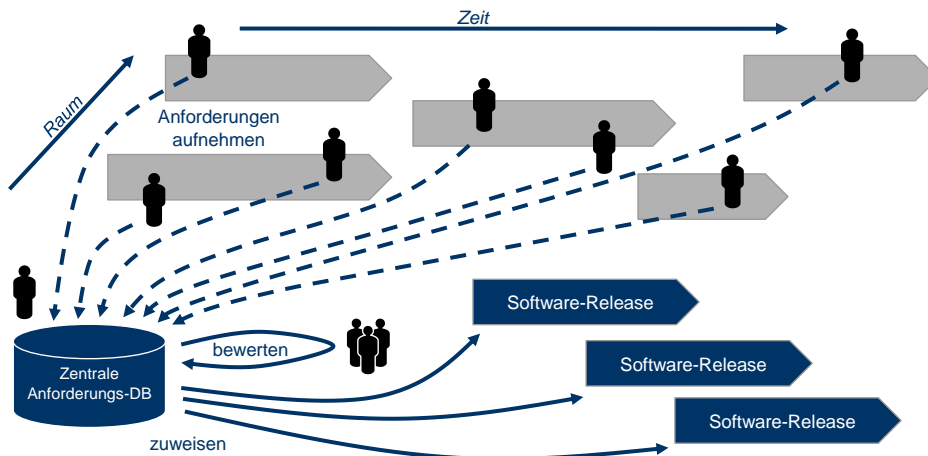 Zeit
Raum
Anforderungen
aufnehmen
Software-Release
bewerten
Software-Release
Zentrale
Anforderungs-DB
Software-Release
zuweisen